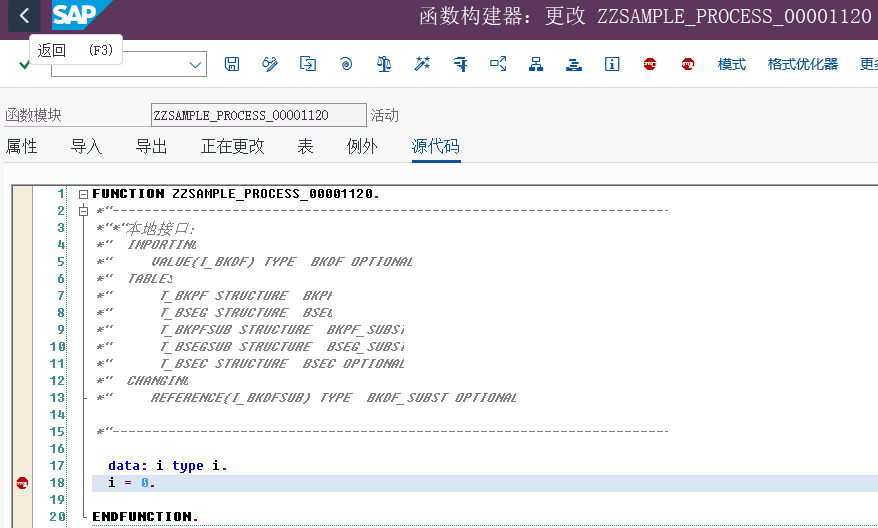 SAP
函数构建器: 更改 ZZSAMPLE_PROCESS_00001120
返回 (F3)
模式 格式优化器 更多
函数模块 ZZSAMPLE_PROCESS_00001120 活动
属性 导入 导出 正在更改 表 例外 源代码
1 FUNCTION ZZSAMPLE_PROCESS_00001120.
2 *"----------------------------------------------------------------------
3 *"*"本地接口:
4 *" IMPORTING
5 *" VALUE(I_BKDF) TYPE BKDF OPTIONAL
6 *" TABLES
7 *" T_BKPF STRUCTURE BKPF
8 *" T_BSEG STRUCTURE BSEG
9 *" T_BKPFSUB STRUCTURE BKPF_SUBST
10 *" T_BSEGSUB STRUCTURE BSEG_SUBST
11 *" T_BSEC STRUCTURE BSEC OPTIONAL
12 *" CHANGING
13 *" REFERENCE(I_BKDFSUB) TYPE BKDF_SUBST OPTIONAL
14
15 *"----------------------------------------------------------------------
16
17 data: i type i.
18 i = 0.
19
20 ENDFUNCTION.